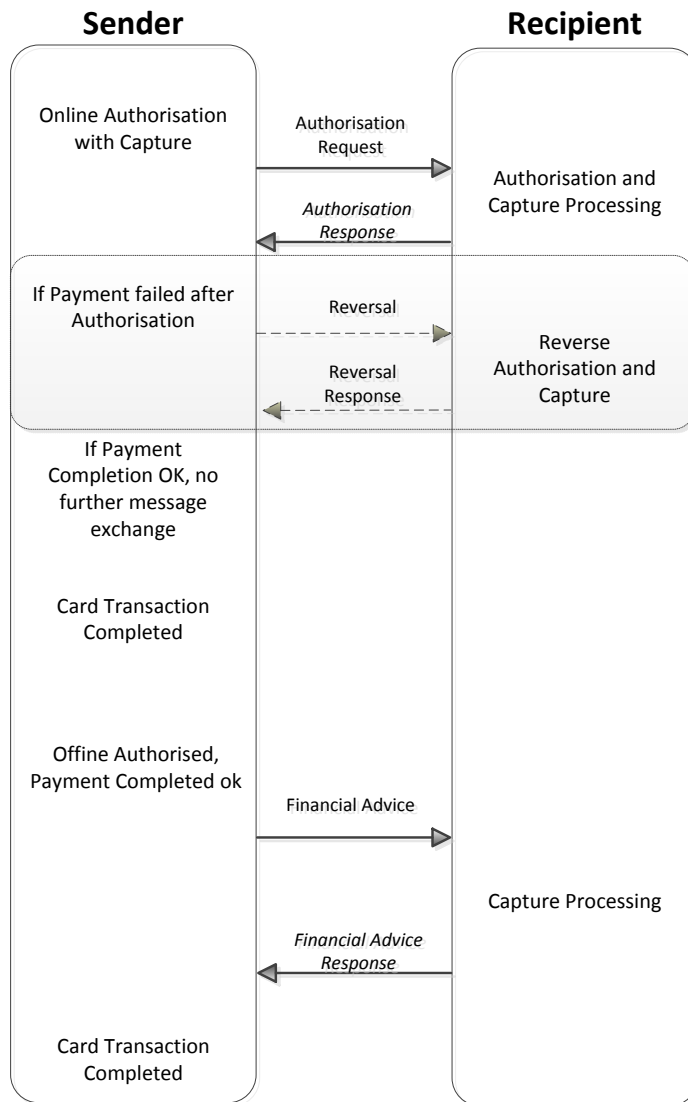 Sender
Recipient
Online Authorisation
with Capture
Authorisation
Request
Authorisation and
Capture Processing
Authorisation
Response
If Payment failed after
Authorisation
Reversal
Reverse
Authorisation and
Capture
Reversal
Response
If Payment
Completion OK, no
further message
exchange
Card Transaction
Completed
Offine Authorised,
Payment Completed ok
Financial Advice
Capture Processing
Financial Advice
Response
Card Transaction
Completed